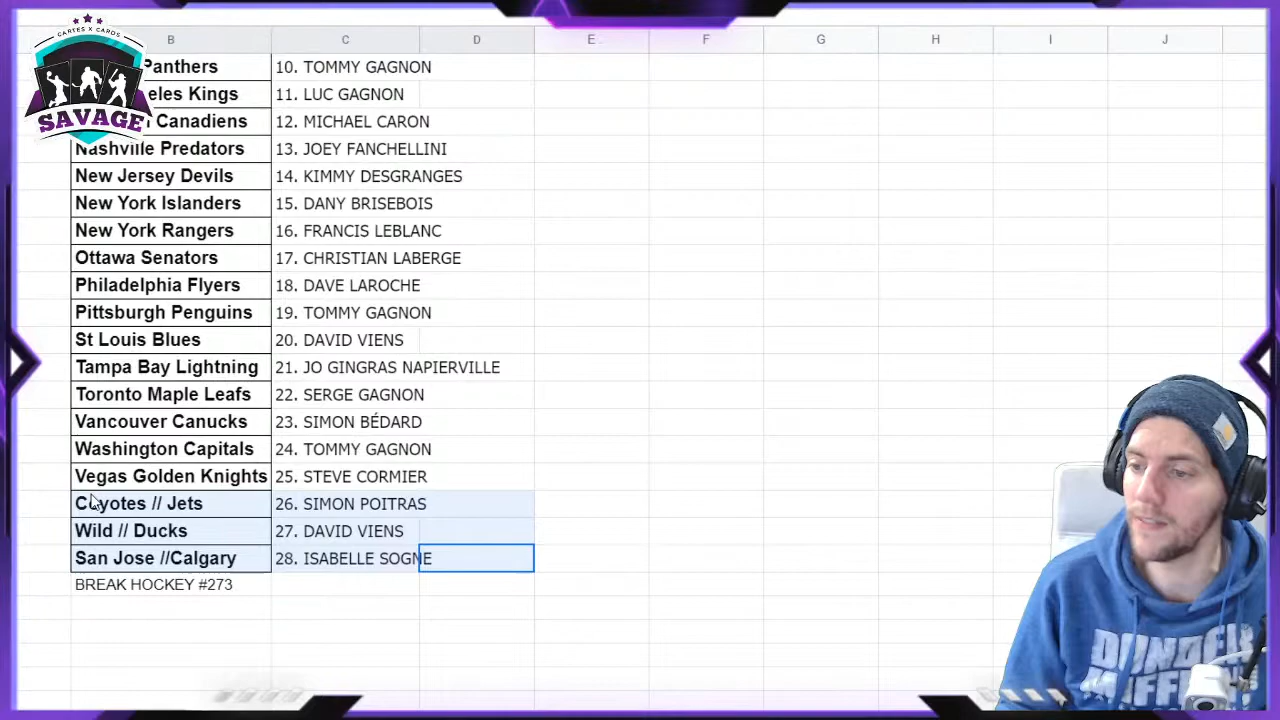 CARTES X CARDS
SAVAGE
B C D E F G H I J
Panthers 10. TOMMY GAGNON
eles Kings 11. LUC GAGNON
Canadiens 12. MICHAEL CARON
Nashville Predators 13. JOEY FANCHELLINI
New Jersey Devils 14. KIMMY DESGRANGES
New York Islanders 15. DANY BRISEBOIS
New York Rangers 16. FRANCIS LEBLANC
Ottawa Senators 17. CHRISTIAN LABERGE
Philadelphia Flyers 18. DAVE LAROCHE
Pittsburgh Penguins 19. TOMMY GAGNON
St Louis Blues 20. DAVID VIENS
Tampa Bay Lightning 21. JO GINGRAS NAPIERVILLE
Toronto Maple Leafs 22. SERGE GAGNON
Vancouver Canucks 23. SIMON BÉDARD
Washington Capitals 24. TOMMY GAGNON
Vegas Golden Knights 25. STEVE CORMIER
Coyotes // Jets 26. SIMON POITRAS
Wild // Ducks 27. DAVID VIENS
San Jose //Calgary 28. ISABELLE SOGNE
BREAK HOCKEY #273
DUNDER